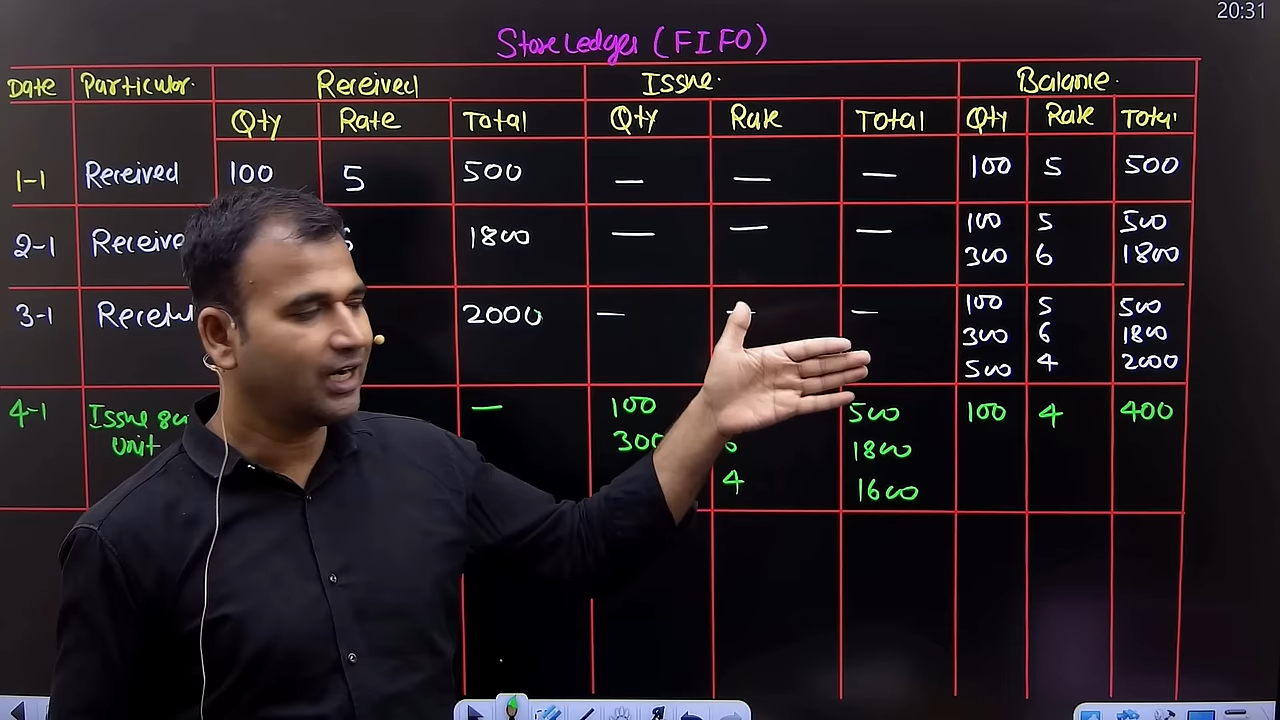 20:31
Store Ledger (FIFO)
Date Particular. Received Issue. Balance.
Qty Rate Total Qty Rate Total Qty Rate Total
1-1 Received 100 5 500 — — — 100 5 500
2-1 1800 — — — 100 5 500
300 6 1800
3-1 2000 — — 100 5 500
300 6 1800
500 4 2000
4-1 Issue — 100 500 100 4 400
unit 300 1800
4 1600